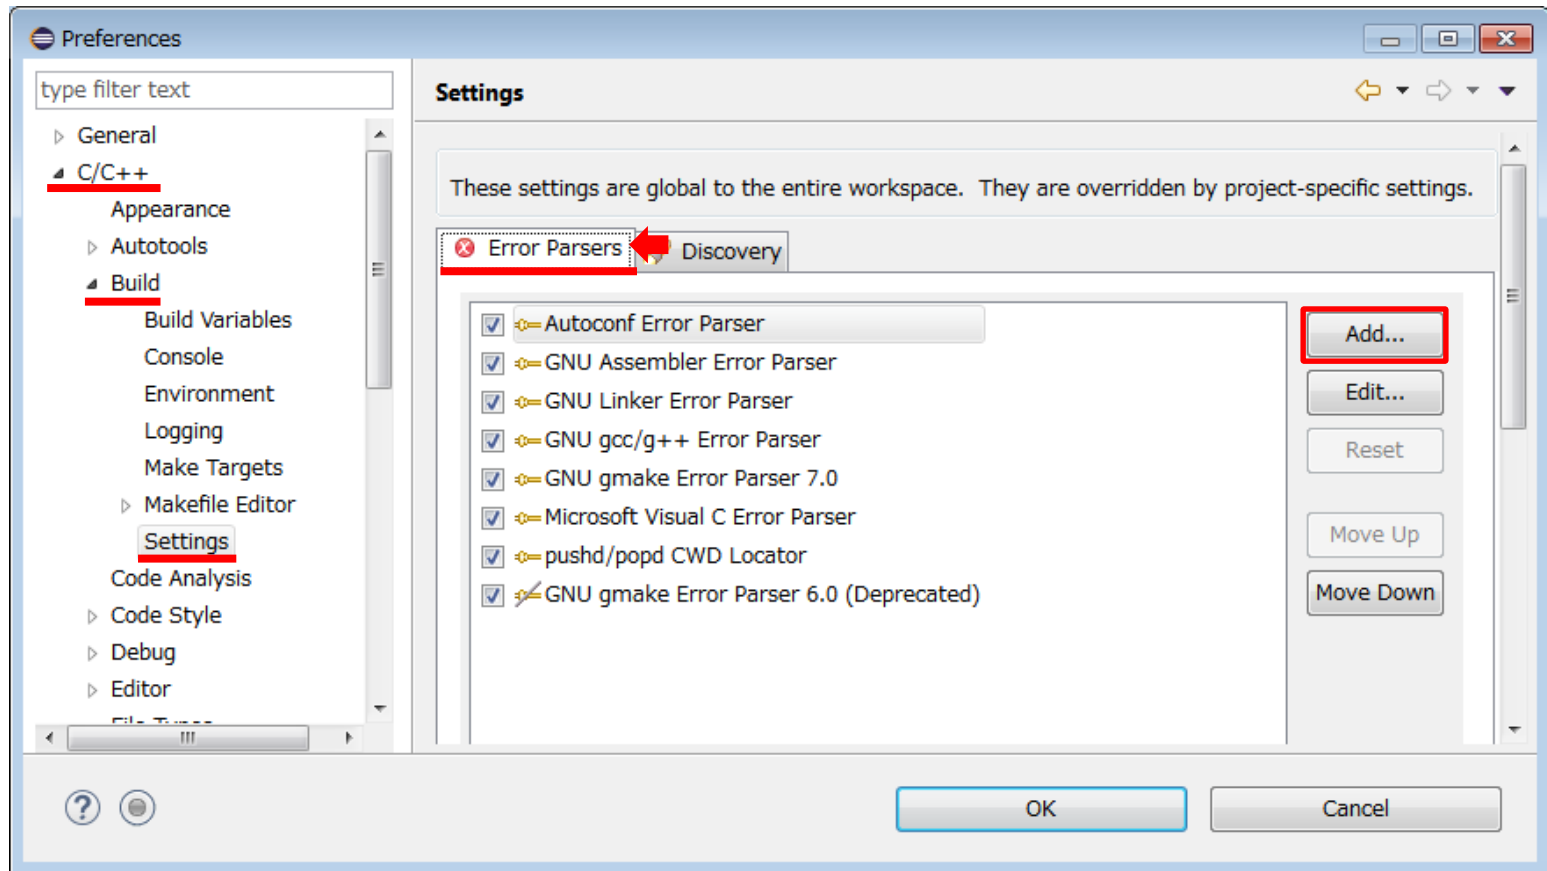 Preferences
type filter text
Settings
General
C/C++
Appearance
Autotools
Build
Build Variables
Console
Environment
Logging
Make Targets
Makefile Editor
Settings
Code Analysis
Code Style
Debug
Editor
File Types
These settings are global to the entire workspace.  They are overridden by project-specific settings.
Error Parsers
Discovery
Autoconf Error Parser
GNU Assembler Error Parser
GNU Linker Error Parser
GNU gcc/g++ Error Parser
GNU gmake Error Parser 7.0
Microsoft Visual C Error Parser
pushd/popd CWD Locator
GNU gmake Error Parser 6.0 (Deprecated)
Add...
Edit...
Reset
Move Up
Move Down
OK
Cancel